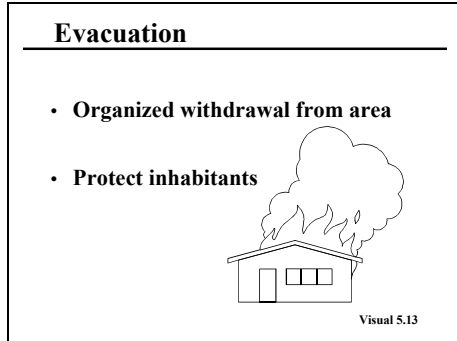 Evacuation
• Organized withdrawal from area
• Protect inhabitants
Visual 5.13